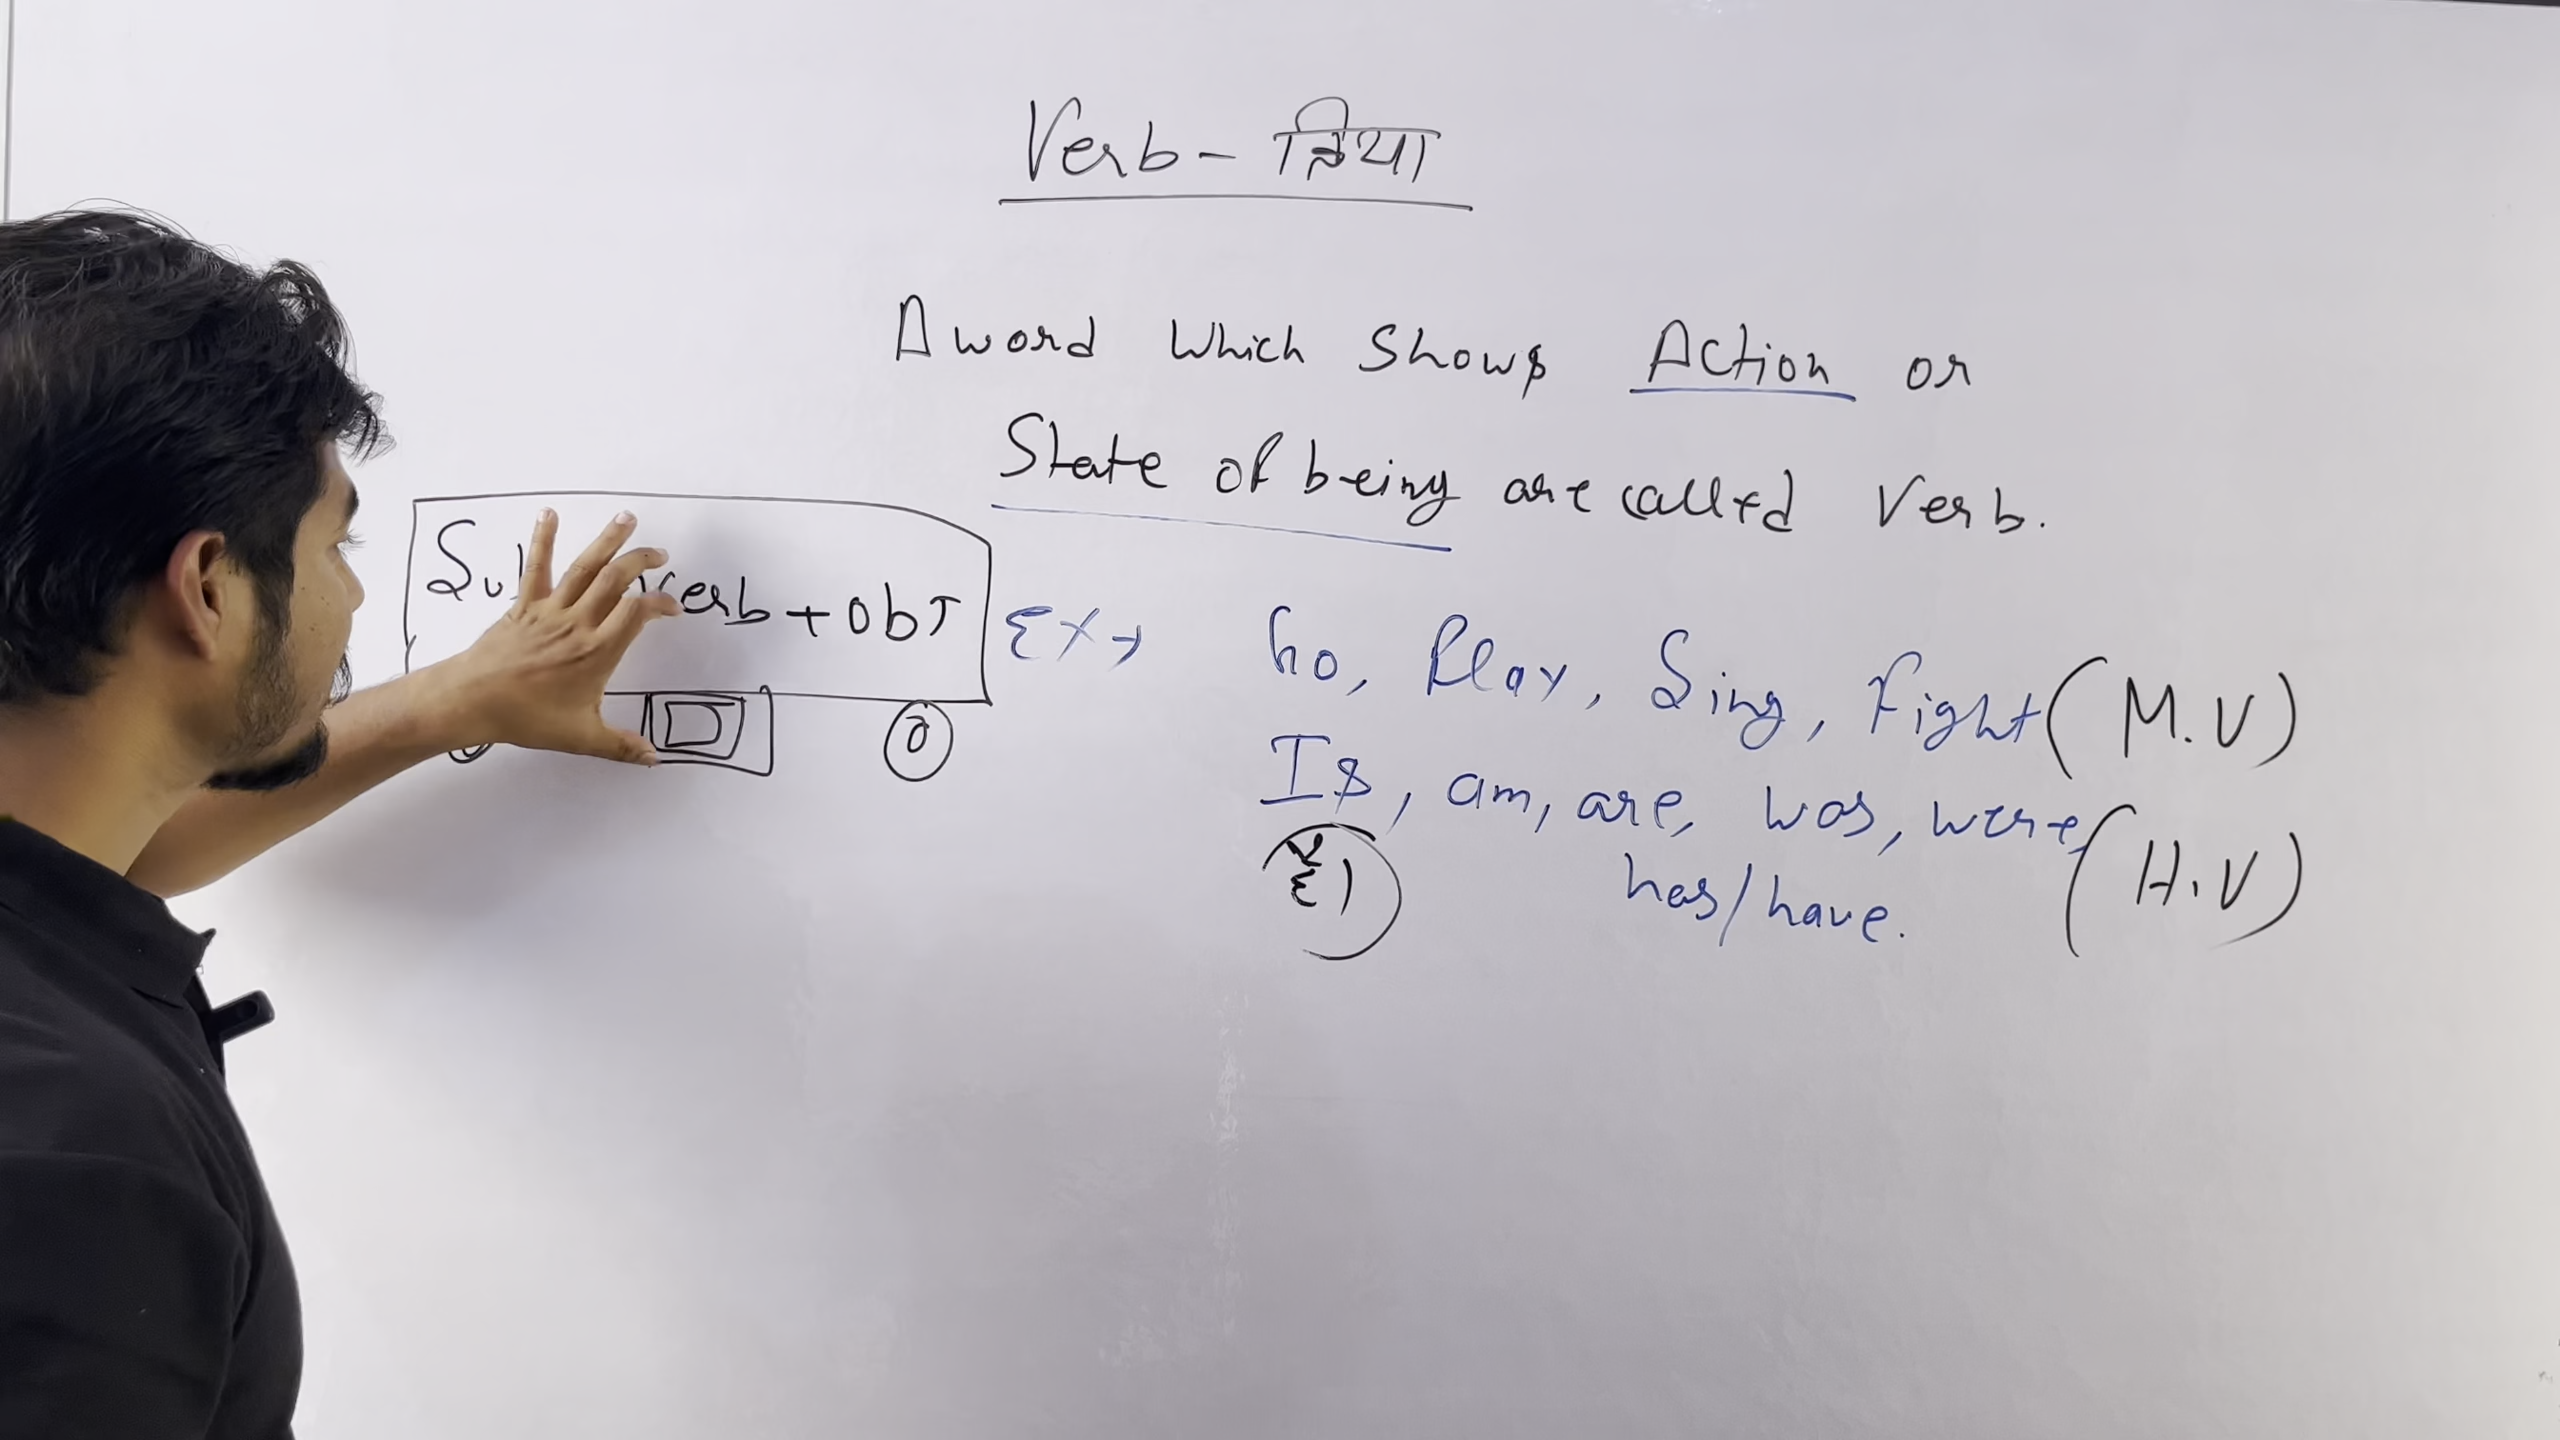 Verb - क्रिया
A word which shows Action or
State of being are called Verb.
Verb + obJ
Ex → Go, Play, Sing, Fight (M.V)
Is, am, are, was, were,
has/have. (H.V)
है